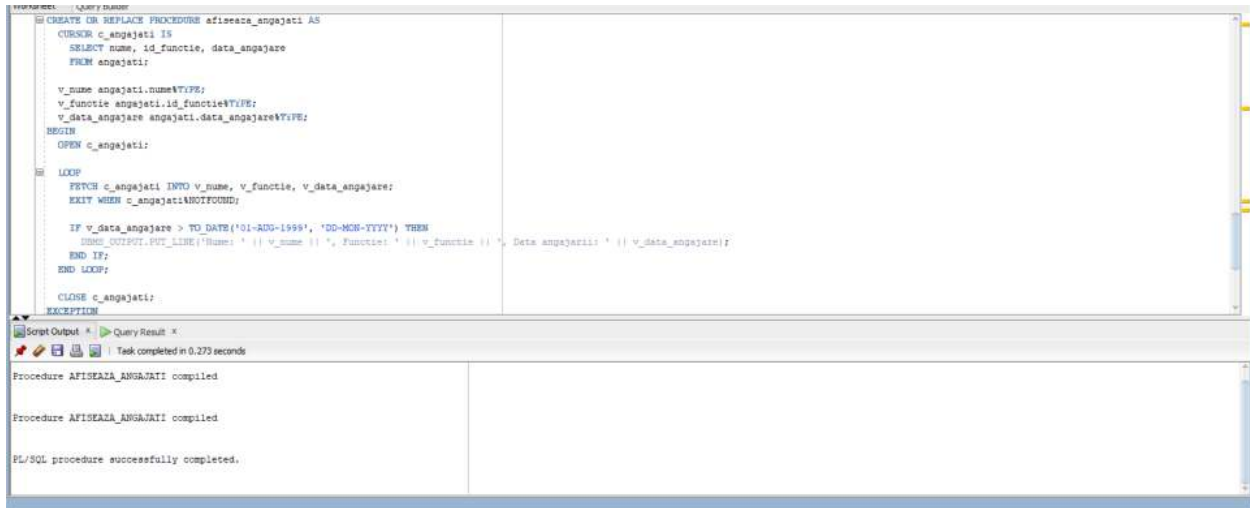 Worksheet Query Builder
CREATE OR REPLACE PROCEDURE afiseaza_angajati AS
CURSOR c_angajati IS
SELECT nume, id_functie, data_angajare
FROM angajati;
v_nume angajati.nume%TYPE;
v_functie angajati.id_functie%TYPE;
v_data_angajare angajati.data_angajare%TYPE;
BEGIN
OPEN c_angajati;
LOOP
FETCH c_angajati INTO v_nume, v_functie, v_data_angajare;
EXIT WHEN c_angajati%NOTFOUND;
IF v_data_angajare > TO_DATE('01-AUG-1999', 'DD-MON-YYYY') THEN
DBMS_OUTPUT.PUT_LINE('Nume: ' || v_nume || ', Functie: ' || v_functie || ', Data angajarii: ' || v_data_angajare);
END IF;
END LOOP;
CLOSE c_angajati;
EXCEPTION
Script Output × Query Result ×
Task completed in 0.273 seconds
Procedure AFISEAZA_ANGAJATI compiled
Procedure AFISEAZA_ANGAJATI compiled
PL/SQL procedure successfully completed.